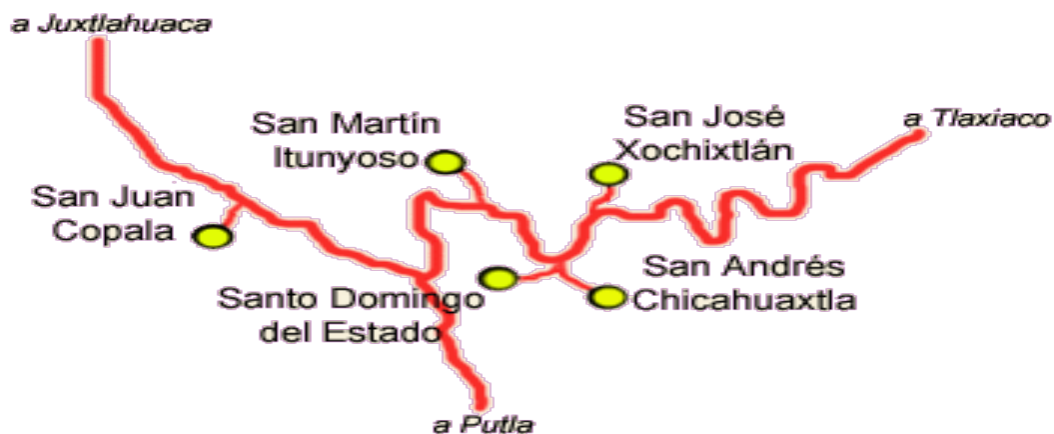 a Juxtlahuaca
San Martín
Itunyoso
San José
Xochixtlán
a Tlaxiaco
San Juan
Copala
Santo Domingo
del Estado
San Andrés
Chicahuaxtla
a Putla